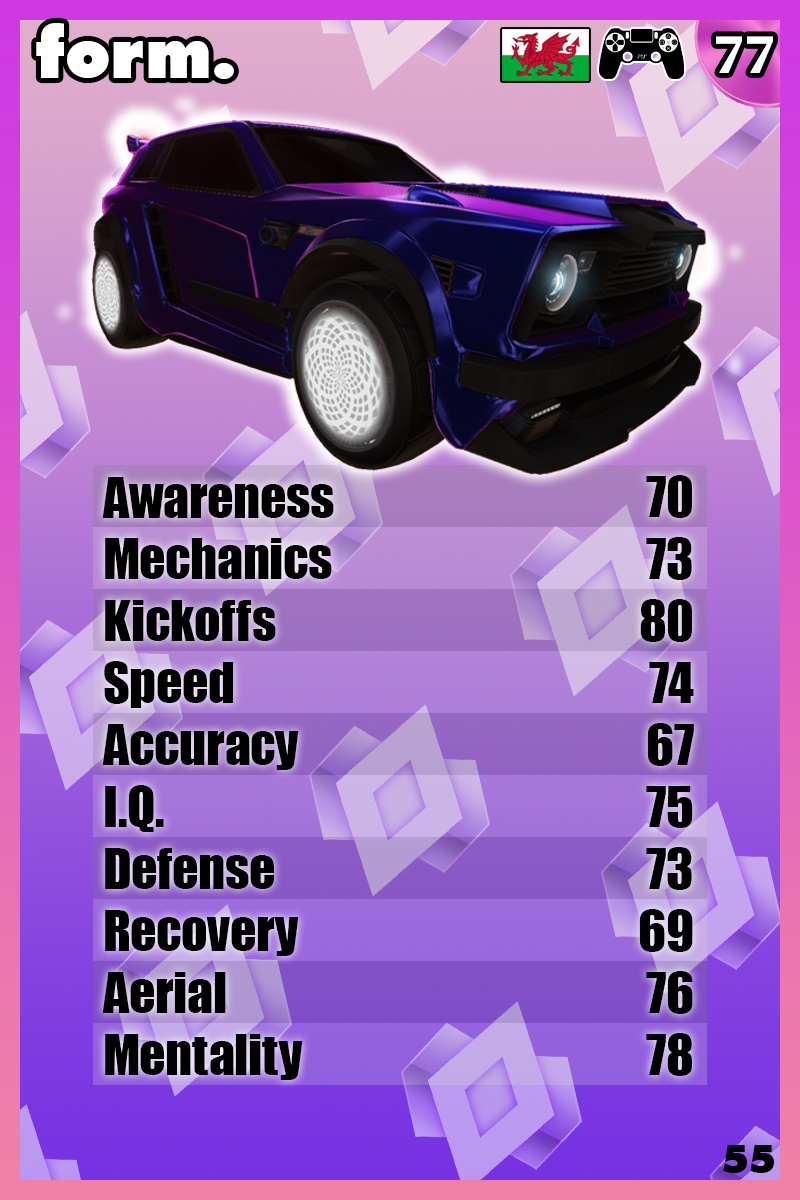 form. 77
Awareness 70
Mechanics 73
Kickoffs 80
Speed 74
Accuracy 67
I.Q. 75
Defense 73
Recovery 69
Aerial 76
Mentality 78
55